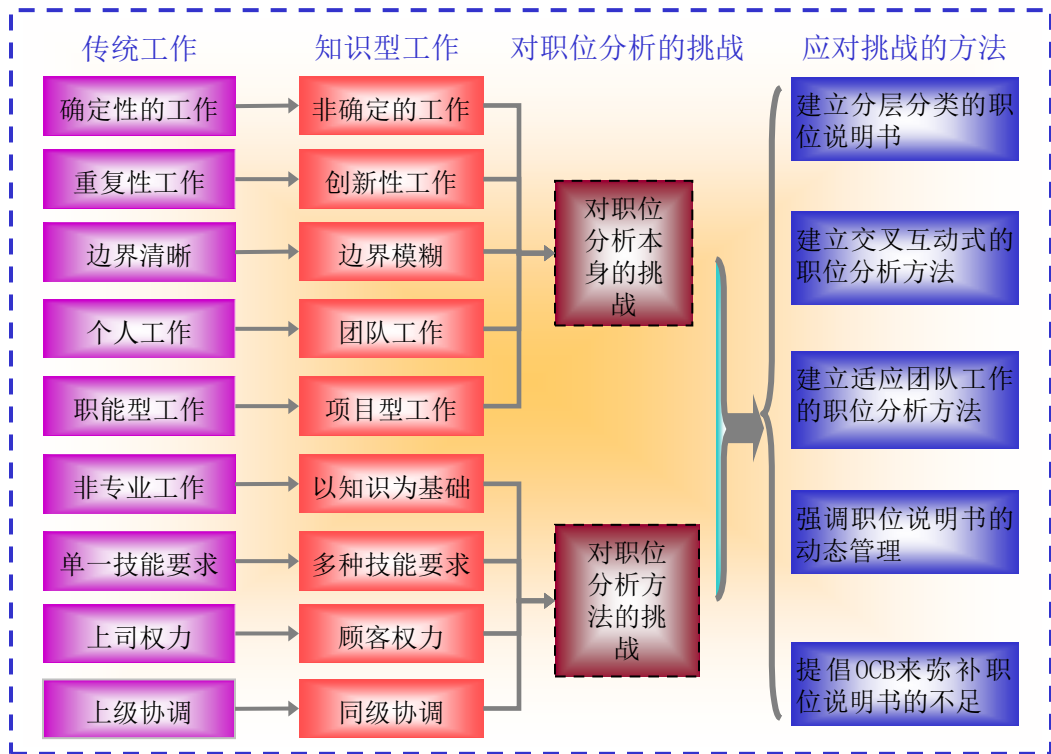 传统工作
知识型工作
对职位分析的挑战
应对挑战的方法
确定性的工作
非确定的工作
重复性工作
创新性工作
边界清晰
边界模糊
个人工作
团队工作
职能型工作
项目型工作
非专业工作
以知识为基础
单一技能要求
多种技能要求
上司权力
顾客权力
上级协调
同级协调
对职位
分析本
身的挑
战
对职位
分析方
法的挑
战
建立分层分类的职
位说明书
建立交叉互动式的
职位分析方法
建立适应团队工作
的职位分析方法
强调职位说明书的
动态管理
提倡OCB来弥补职
位说明书的不足